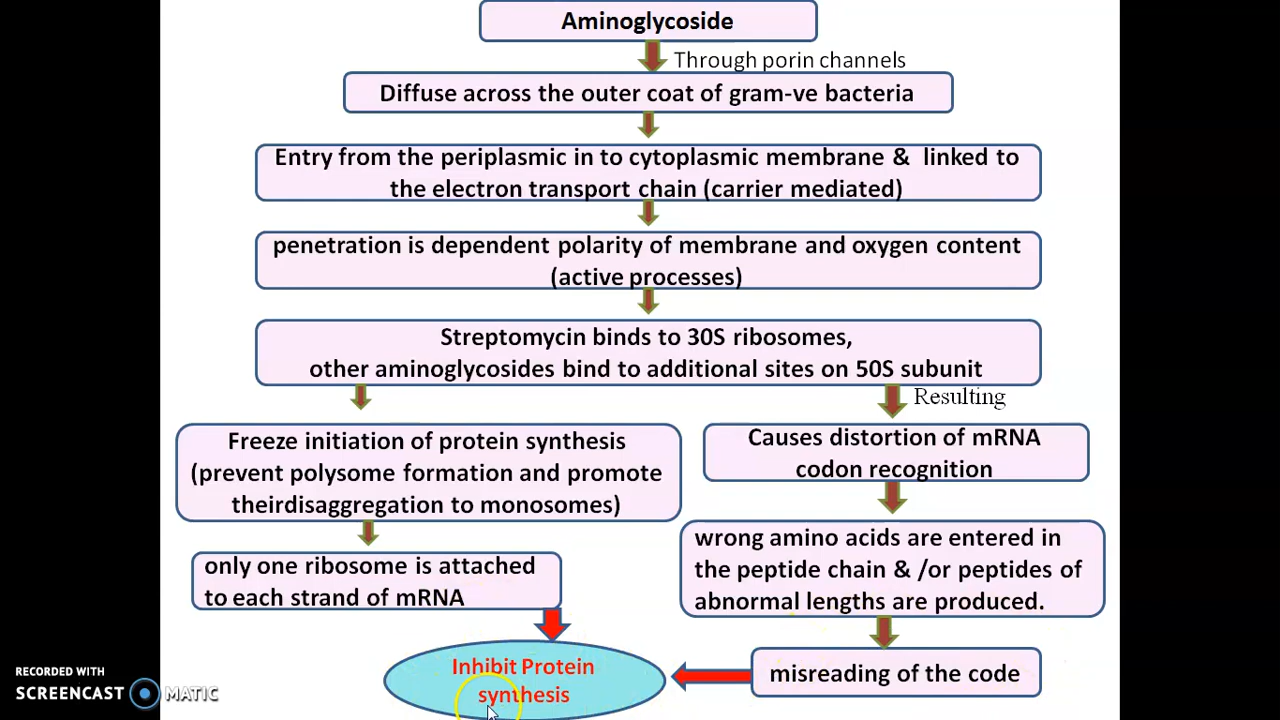 Aminoglycoside
Through porin channels
Diffuse across the outer coat of gram-ve bacteria
Entry from the periplasmic in to cytoplasmic membrane & linked to
the electron transport chain (carrier mediated)
penetration is dependent polarity of membrane and oxygen content
(active processes)
Streptomycin binds to 30S ribosomes,
other aminoglycosides bind to additional sites on 50S subunit
Resulting
Freeze initiation of protein synthesis
(prevent polysome formation and promote
theirdisaggregation to monosomes)
Causes distortion of mRNA
codon recognition
only one ribosome is attached
to each strand of mRNA
wrong amino acids are entered in
the peptide chain & /or peptides of
abnormal lengths are produced.
misreading of the code
Inhibit Protein
synthesis
RECORDED WITH
SCREENCAST MATIC